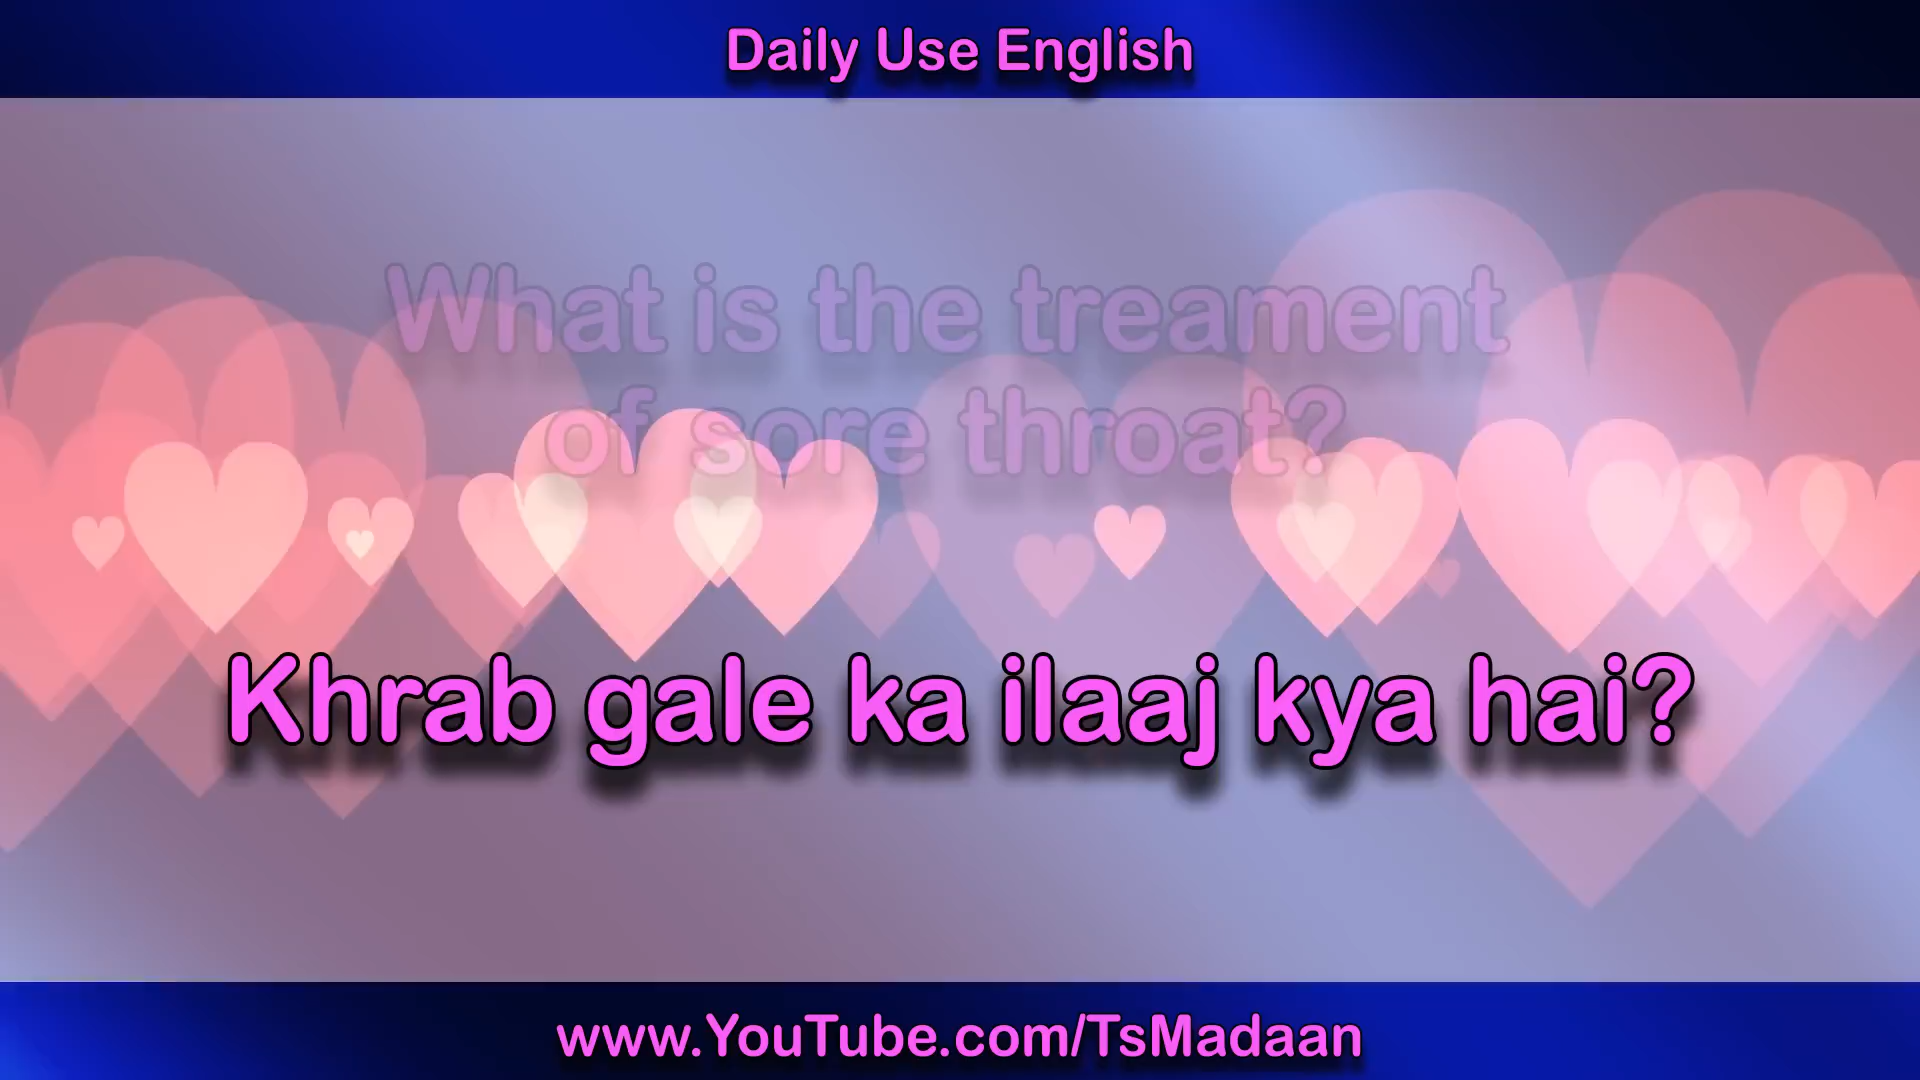 Daily Use English
What is the treament
of sore throat?
Khrab gale ka ilaaj kya hai?
www.YouTube.com/TsMadaan